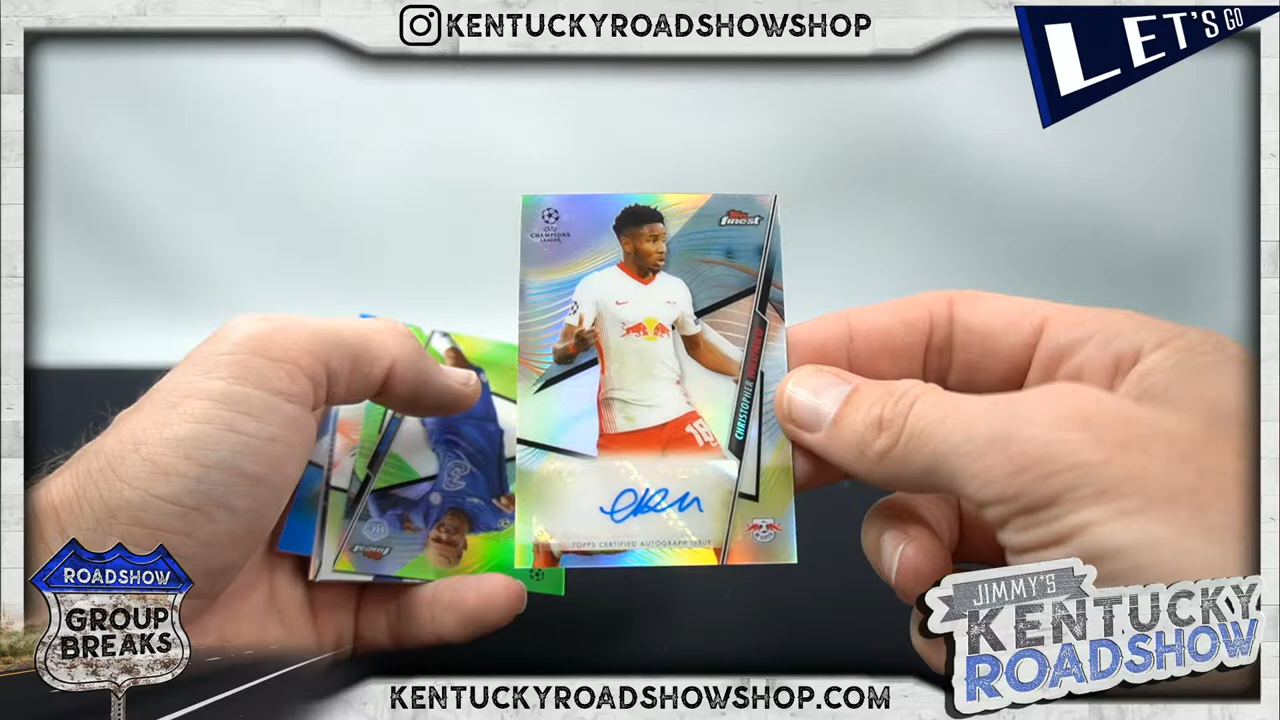 KENTUCKYROADSHOWSHOP
LET'S GO
CHAMPIONS
LEAGUE
Topps
finest
CHRISTOPHER NKUNKU
18
TOPPS CERTIFIED AUTOGRAPH ISSUE
ROADSHOW
GROUP
BREAKS
JIMMY'S
KENTUCKY
ROADSHOW
KENTUCKYROADSHOWSHOP.COM